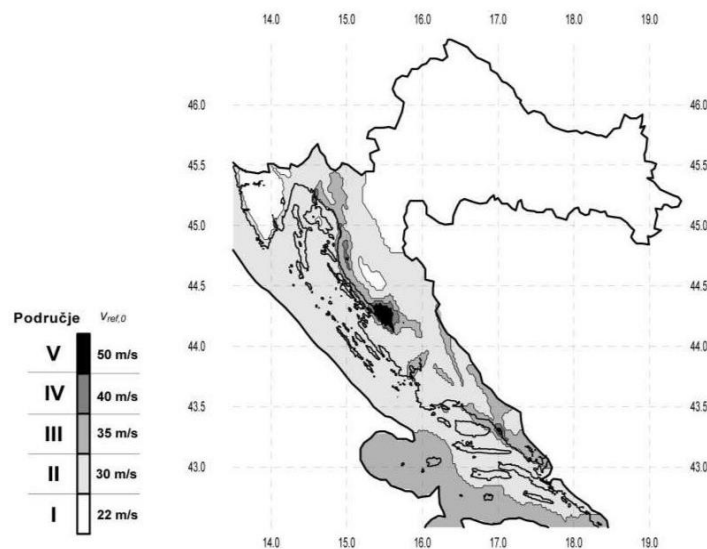 14.0 15.0 16.0 17.0 18.0 19.0
46.0 46.0
45.5 45.5
45.0 45.0
44.5 44.5
44.0 44.0
43.5 43.5
43.0 43.0
14.0 15.0 16.0 17.0 18.0 19.0
Područje Vref,0
V 50 m/s
IV 40 m/s
III 35 m/s
II 30 m/s
I 22 m/s